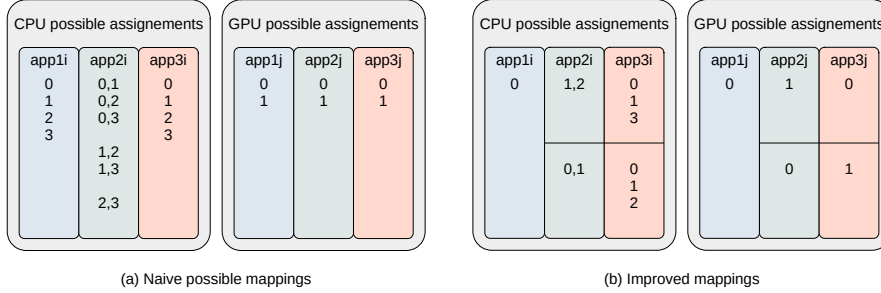 CPU possible assignements
app1i app2i app3i
0 0,1 0
1 0,2 1
2 0,3 2
3 3
1,2
1,3
2,3
GPU possible assignements
app1j app2j app3j
0 0 0
1 1 1
(a) Naive possible mappings
CPU possible assignements
app1i app2i app3i
0 1,2 0
1
3
0,1 0
1
2
GPU possible assignements
app1j app2j app3j
0 1 0
0 1
(b) Improved mappings